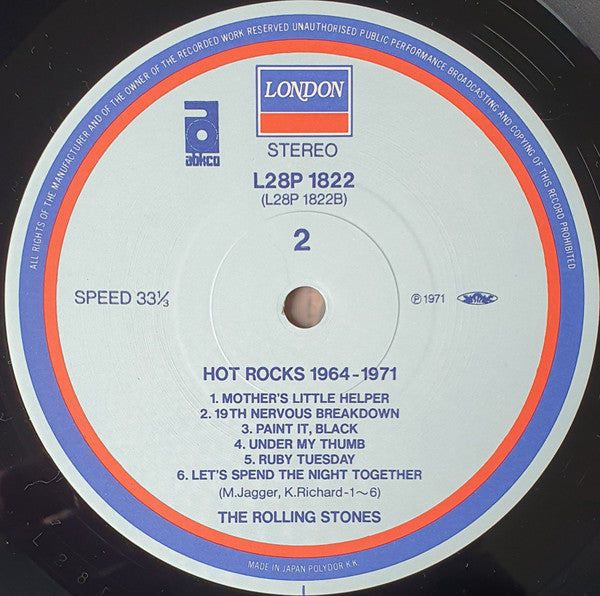 ALL RIGHTS OF THE MANUFACTURER AND OF THE OWNER OF THE RECORDED WORK RESERVED UNAUTHORISED PUBLIC PERFORMANCE BROADCASTING AND COPYING OF THIS RECORD PROHIBITED
LONDON
abkco
STEREO
L28P 1822
(L28P 1822B)
2
SPEED 33⅓
Ⓟ 1971
HOT ROCKS 1964-1971
1. MOTHER'S LITTLE HELPER
2. 19TH NERVOUS BREAKDOWN
3. PAINT IT, BLACK
4. UNDER MY THUMB
5. RUBY TUESDAY
6. LET'S SPEND THE NIGHT TOGETHER
(M.Jagger, K.Richard-1~6)
THE ROLLING STONES
MADE IN JAPAN POLYDOR K.K
L 28